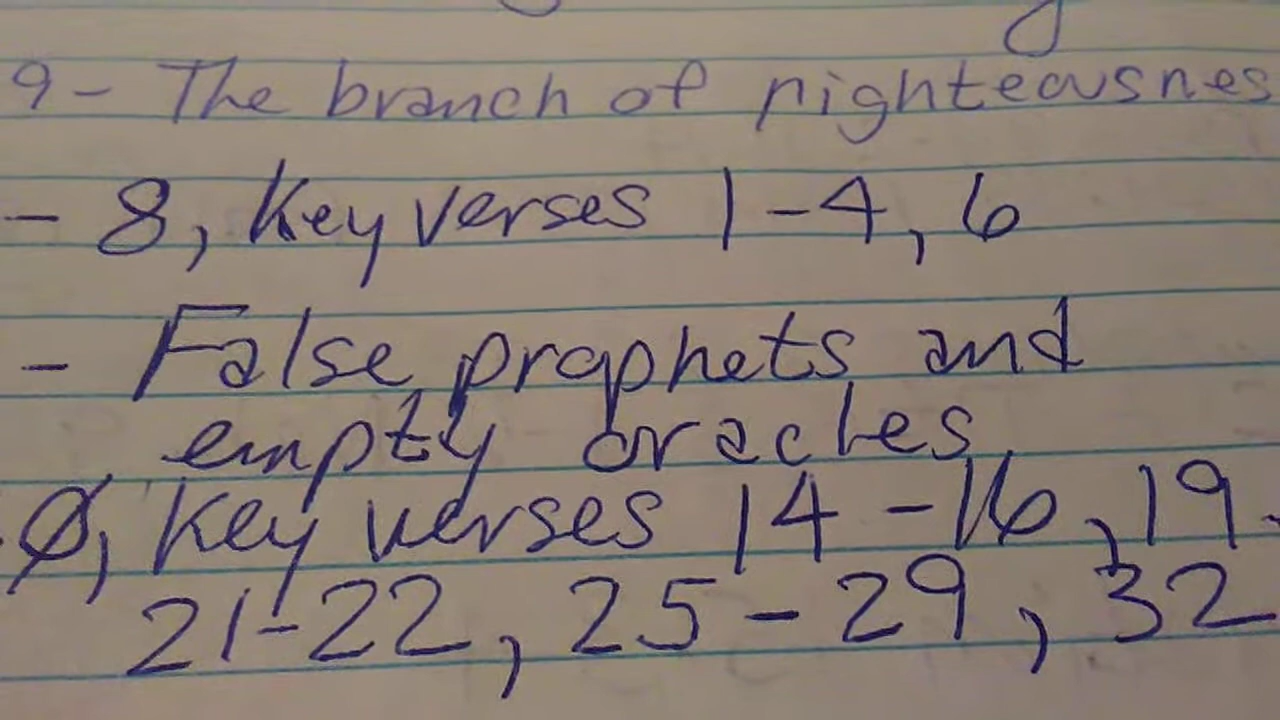 9- The branch of righteousnes
- 8, Key verses 1-4, 6
- False prophets and
empty oracles
0, Key verses 14-16, 19
21-22, 25-29, 32